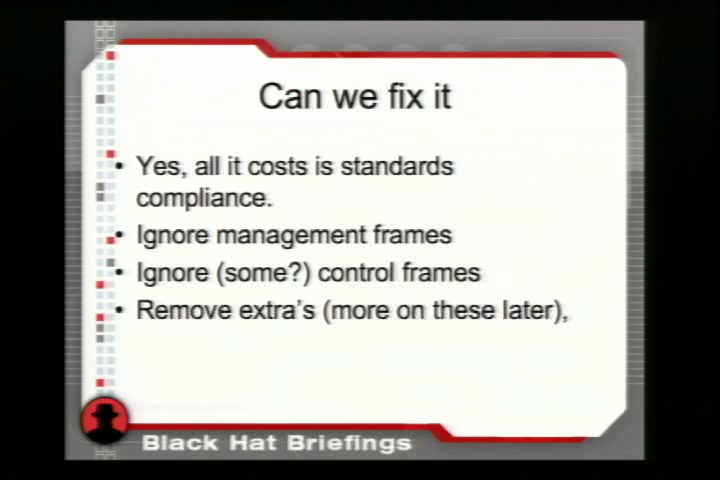 Can we fix it
• Yes, all it costs is standards
compliance.
• Ignore management frames
• Ignore (some?) control frames
• Remove extra's (more on these later),
Black Hat Briefings